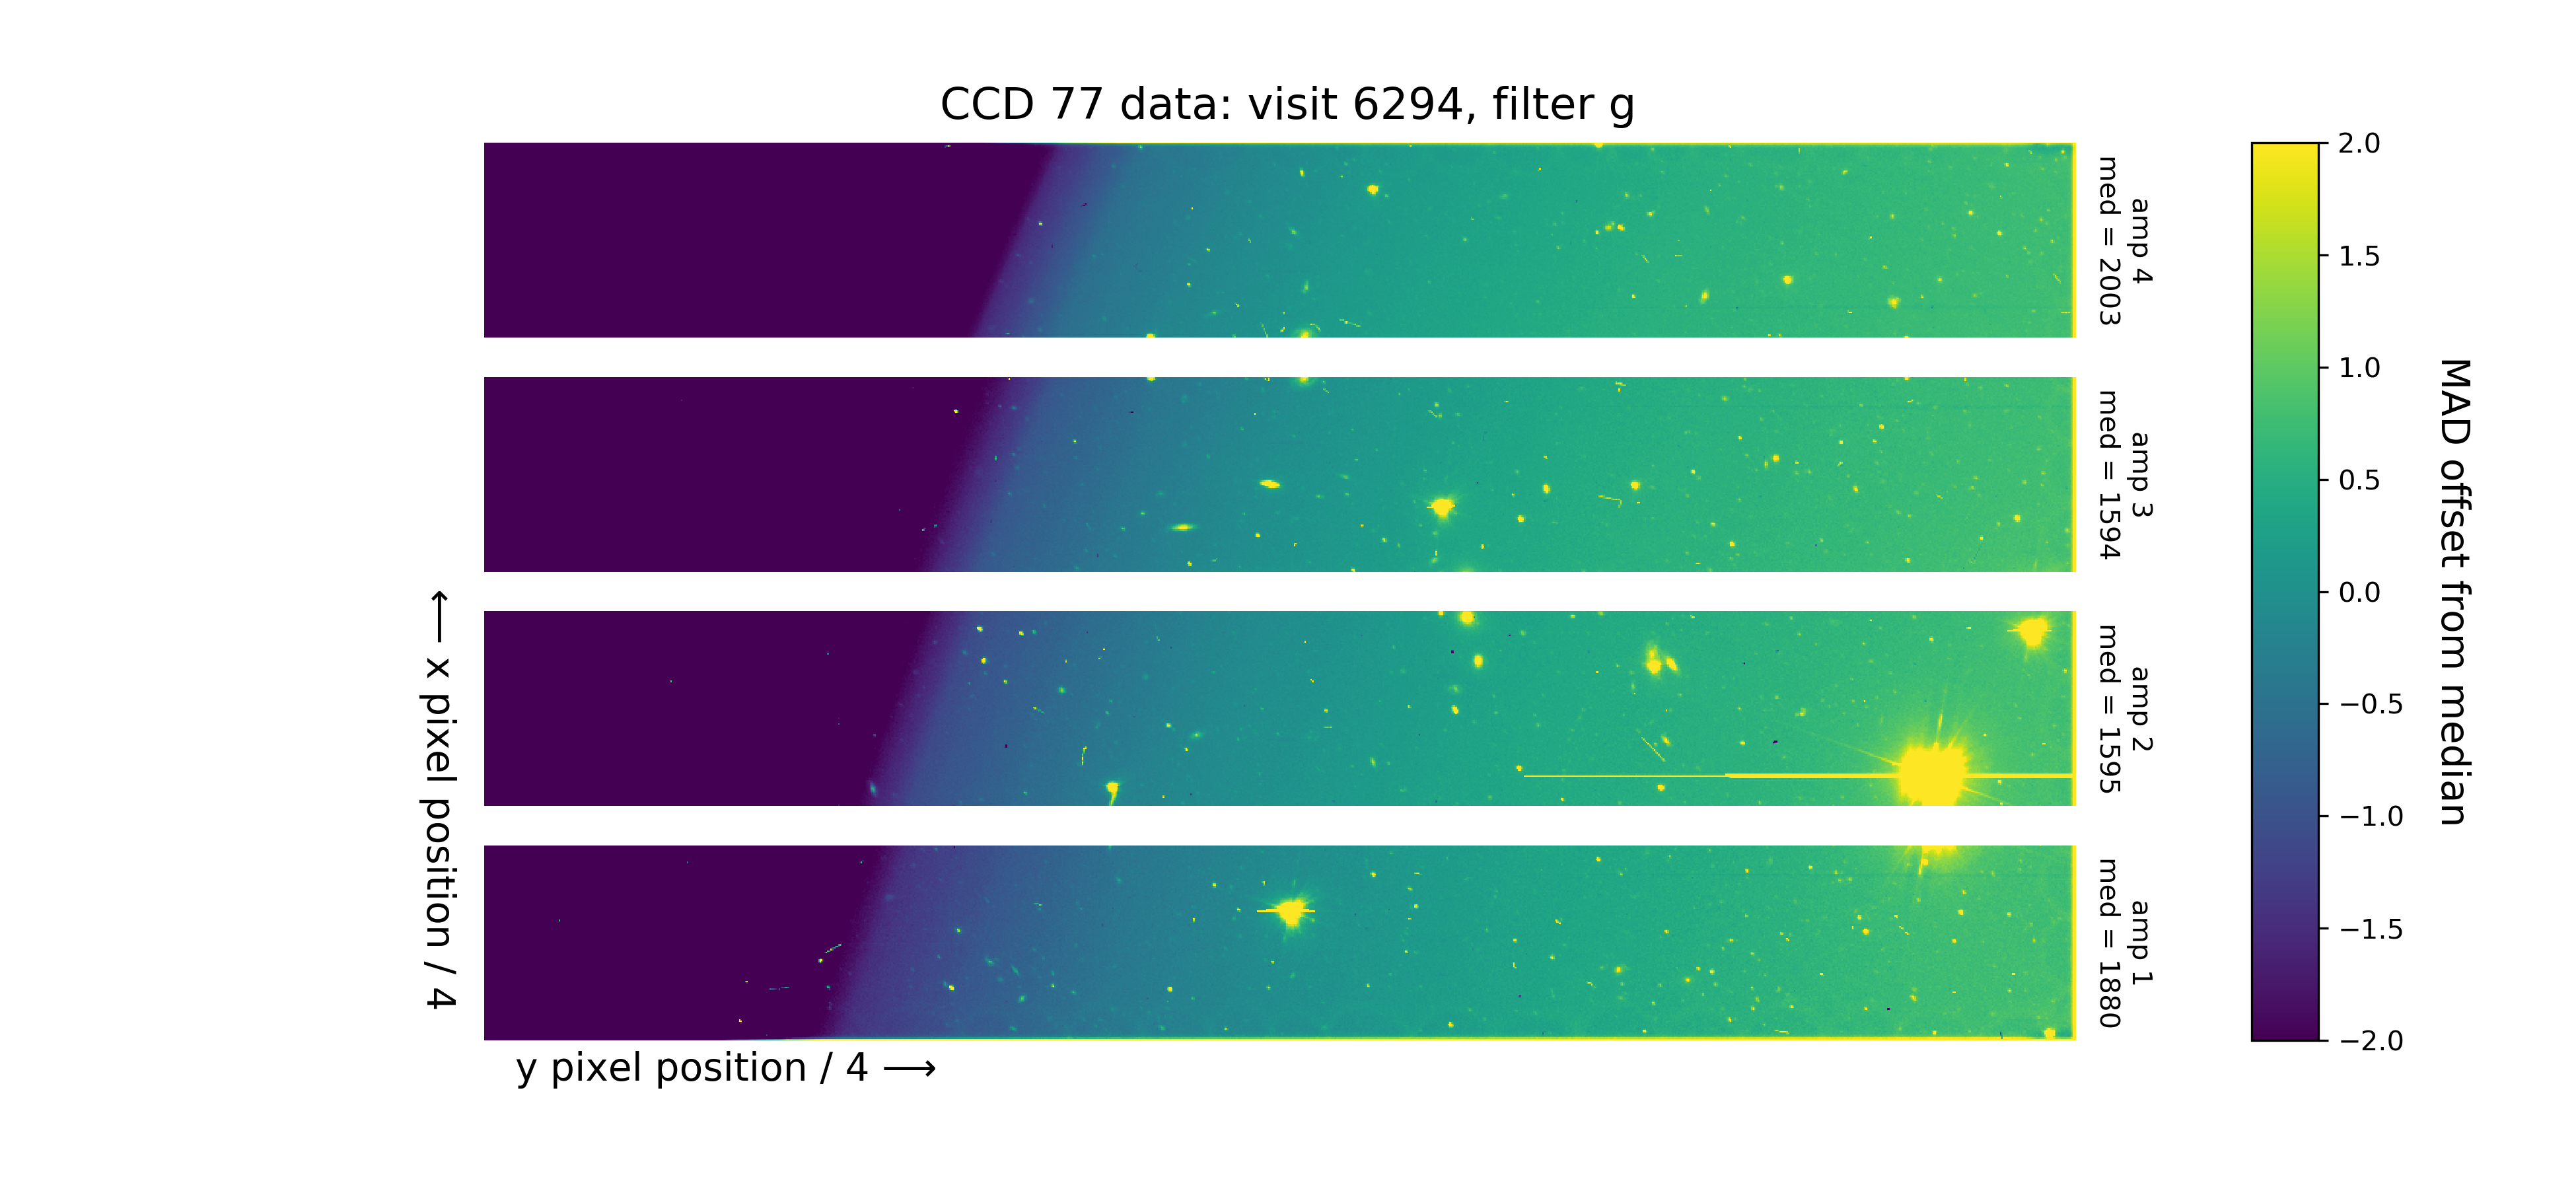 CCD 77 data: visit 6294, filter g
amp 4
med = 2003
amp 3
med = 1594
amp 2
med = 1595
amp 1
med = 1880
⟵ x pixel position / 4
y pixel position / 4 ⟶
2.0
1.5
1.0
0.5
0.0
−0.5
−1.0
−1.5
−2.0
MAD offset from median